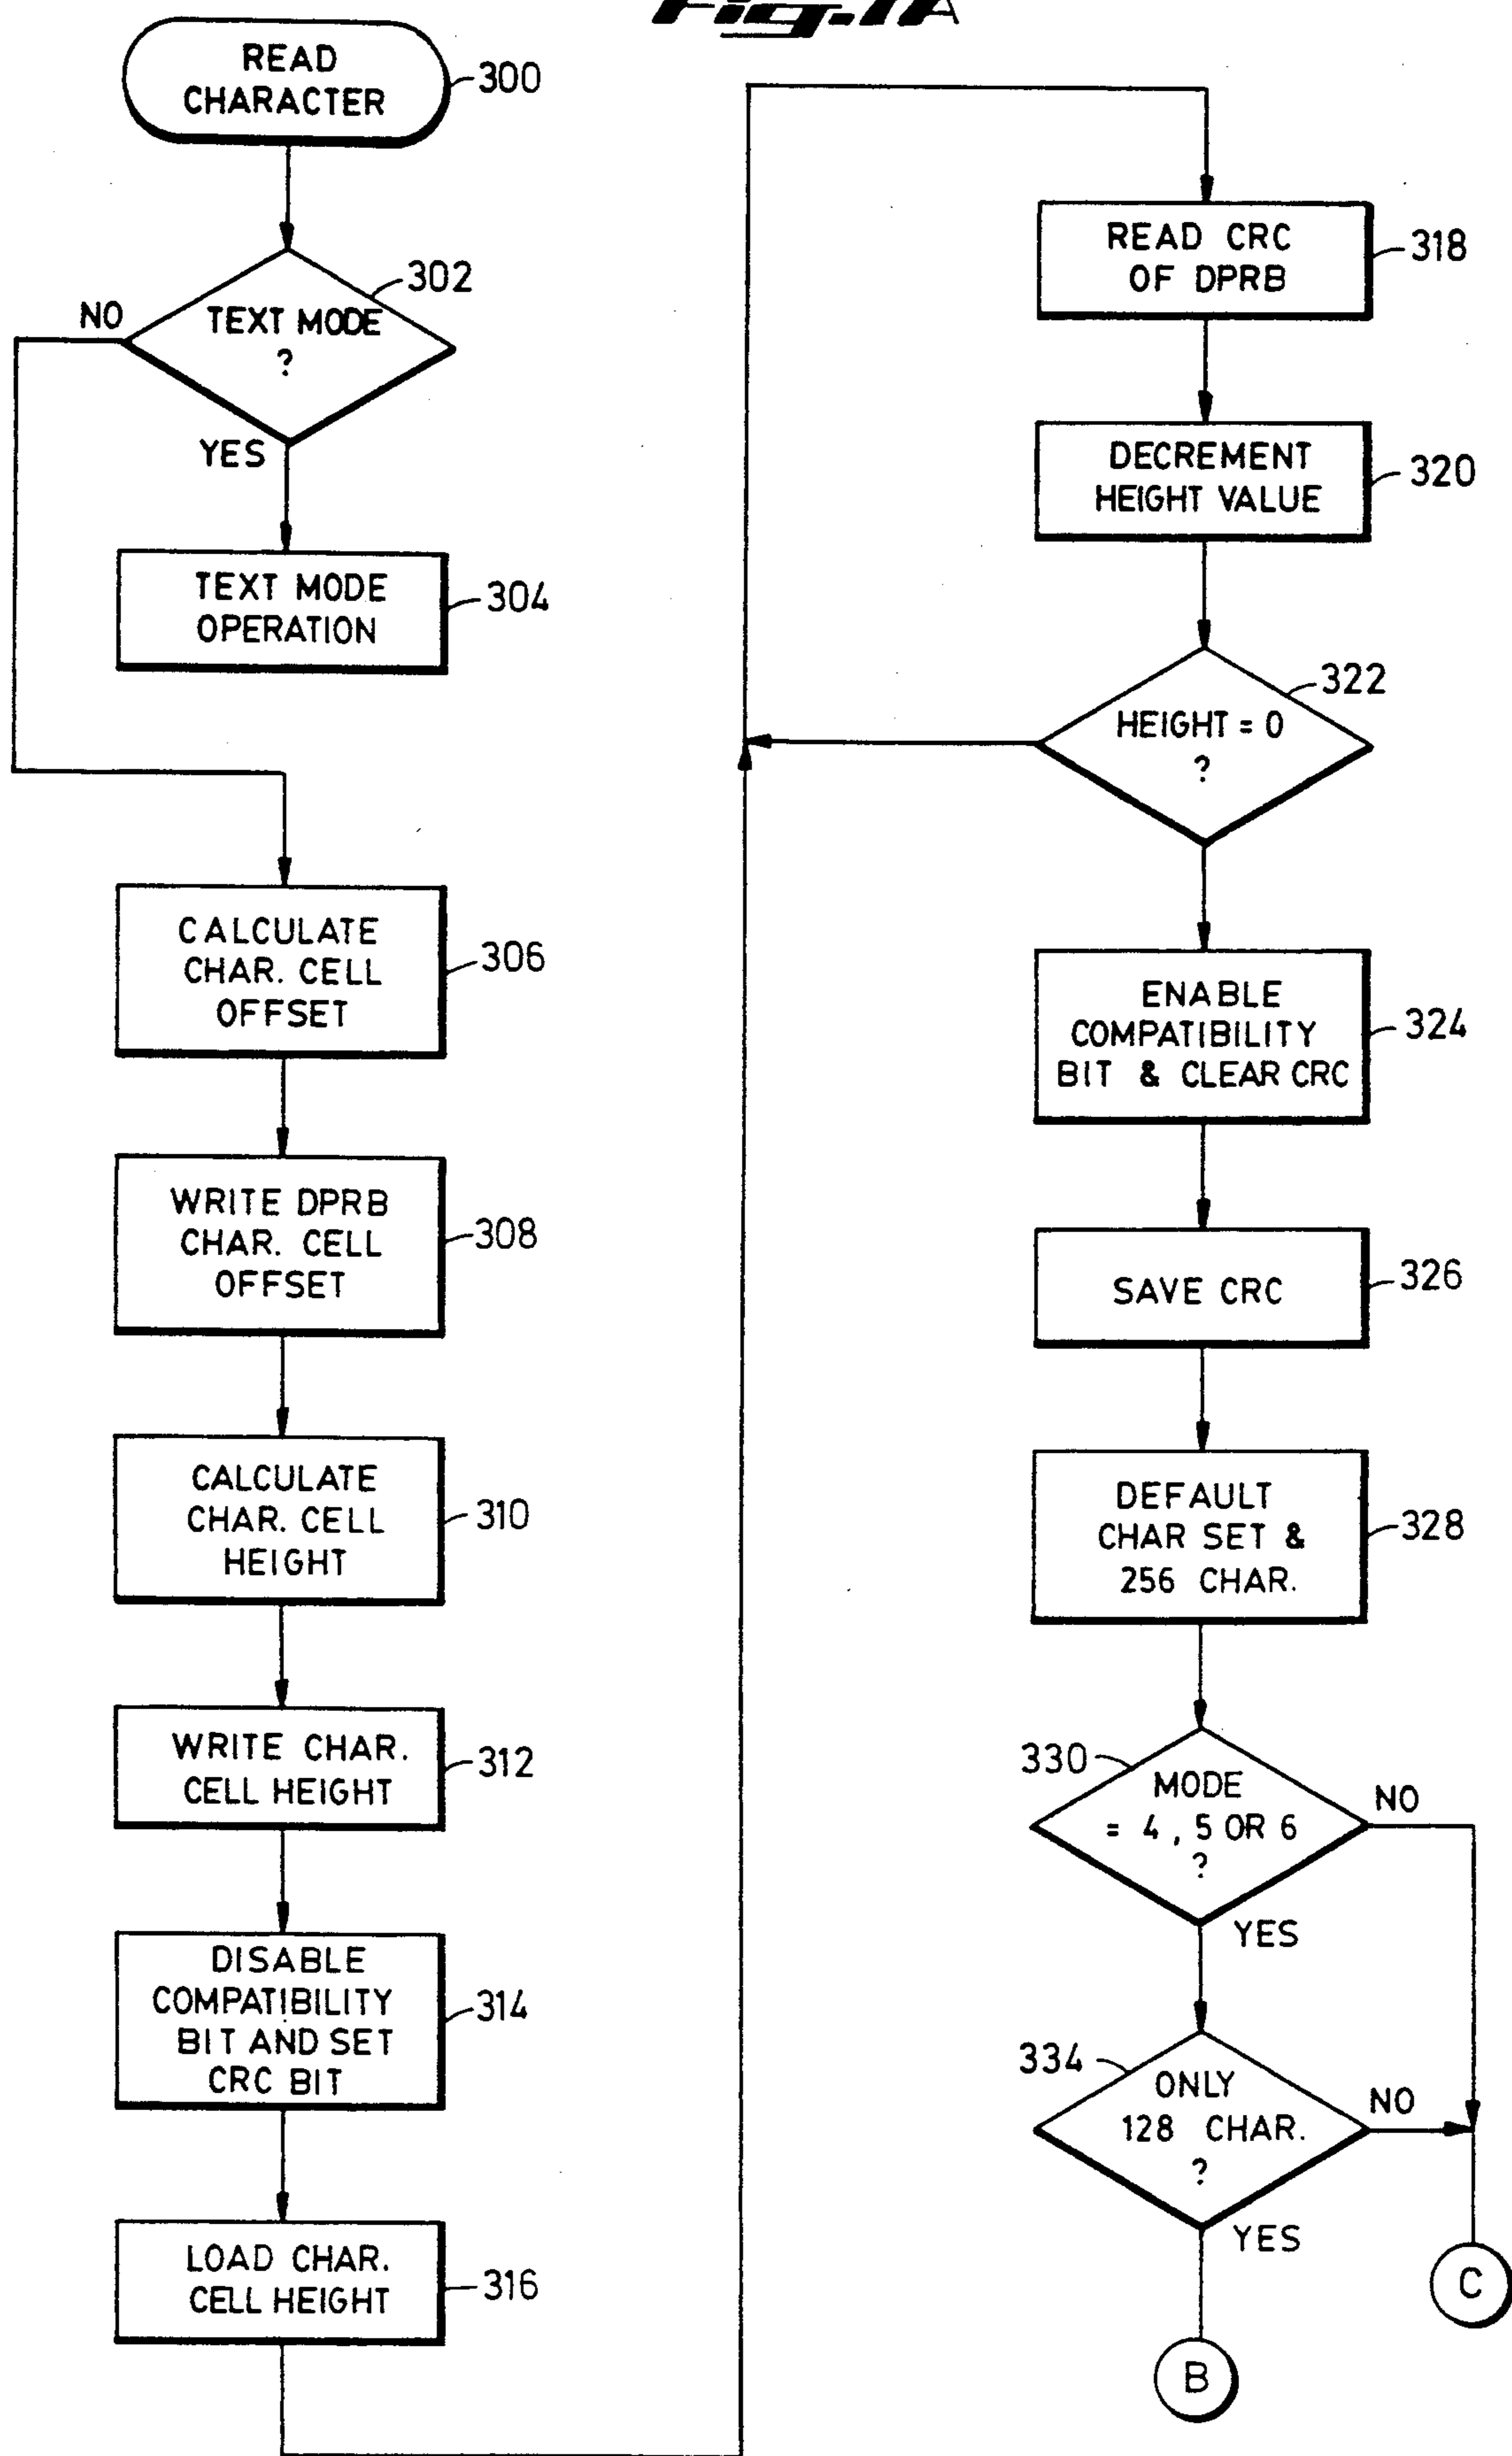 Fig. 11A
READ
CHARACTER
300
302
NO
TEXT MODE
?
YES
TEXT MODE
OPERATION
304
CALCULATE
CHAR. CELL
OFFSET
306
WRITE DPRB
CHAR. CELL
OFFSET
308
CALCULATE
CHAR. CELL
HEIGHT
310
WRITE CHAR.
CELL HEIGHT
312
DISABLE
COMPATIBILITY
BIT AND SET
CRC BIT
314
LOAD CHAR.
CELL HEIGHT
316
READ CRC
OF DPRB
318
DECREMENT
HEIGHT VALUE
320
322
HEIGHT = 0
?
ENABLE
COMPATIBILITY
BIT & CLEAR CRC
324
SAVE CRC
326
DEFAULT
CHAR SET &
256 CHAR.
328
330
MODE
= 4 , 5 OR 6
?
NO
YES
334
ONLY
128 CHAR.
?
NO
YES
C
B